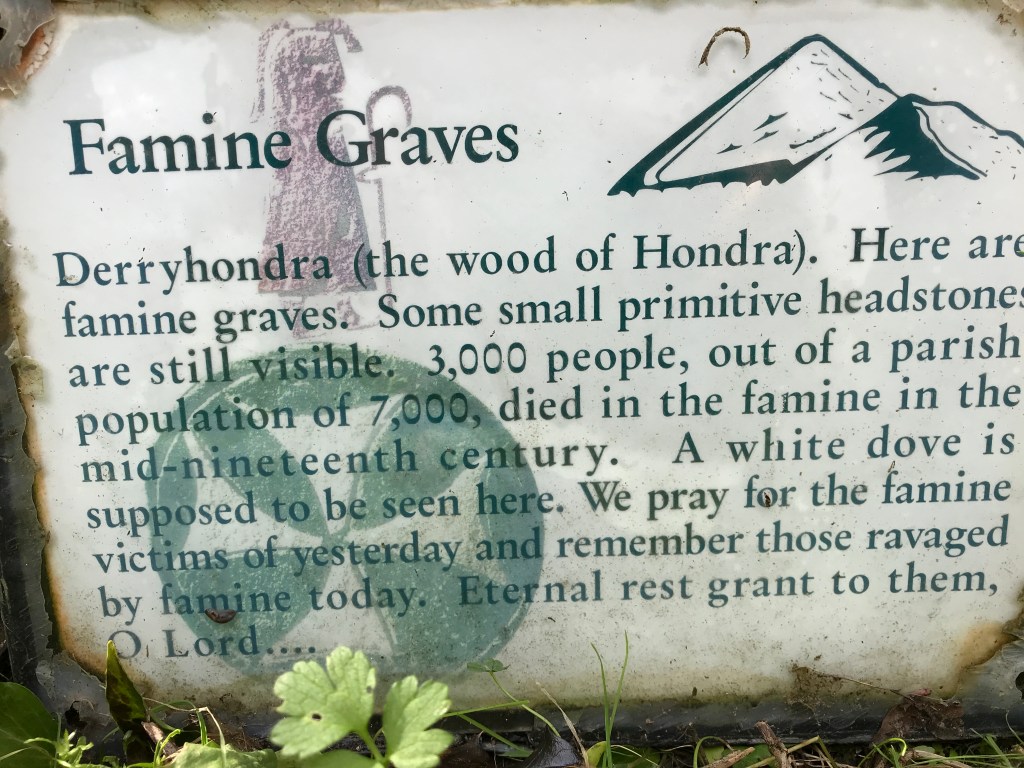 Famine Graves
Derryhondra (the wood of Hondra). Here are
famine graves. Some small primitive headstones
are still visible. 3,000 people, out of a parish
population of 7,000, died in the famine in the
mid-nineteenth century. A white dove is
supposed to be seen here. We pray for the famine
victims of yesterday and remember those ravaged
by famine today. Eternal rest grant to them,
O Lord....